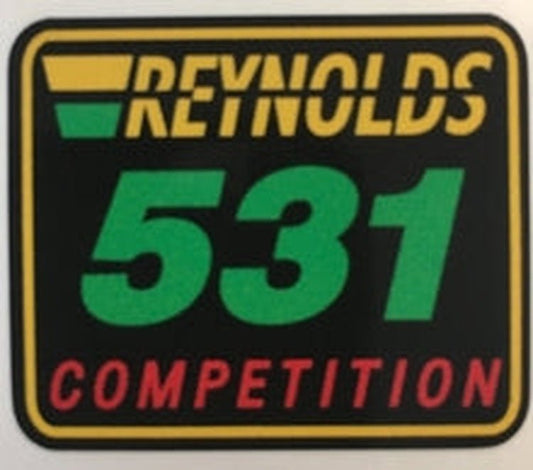 REYNOLDS
531
COMPETITION